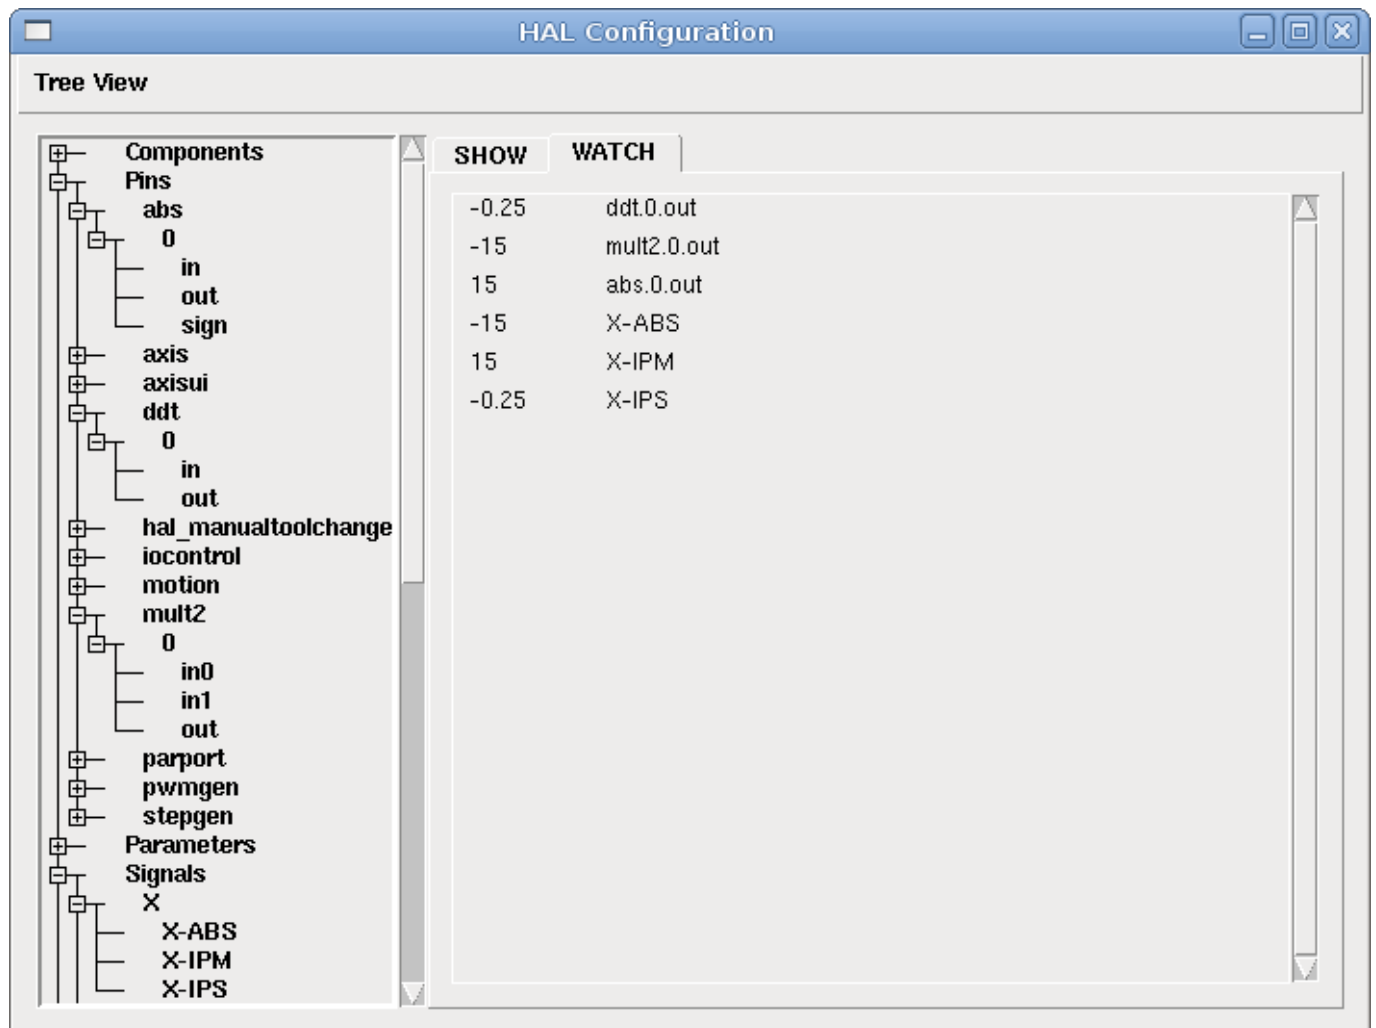 HAL Configuration
Tree View
Components
Pins
abs
0
in
out
sign
axis
axisui
ddt
0
in
out
hal_manualtoolchange
iocontrol
motion
mult2
0
in0
in1
out
parport
pwmgen
stepgen
Parameters
Signals
X
X-ABS
X-IPM
X-IPS
SHOW WATCH
-0.25 ddt.0.out
-15 mult2.0.out
15 abs.0.out
-15 X-ABS
15 X-IPM
-0.25 X-IPS